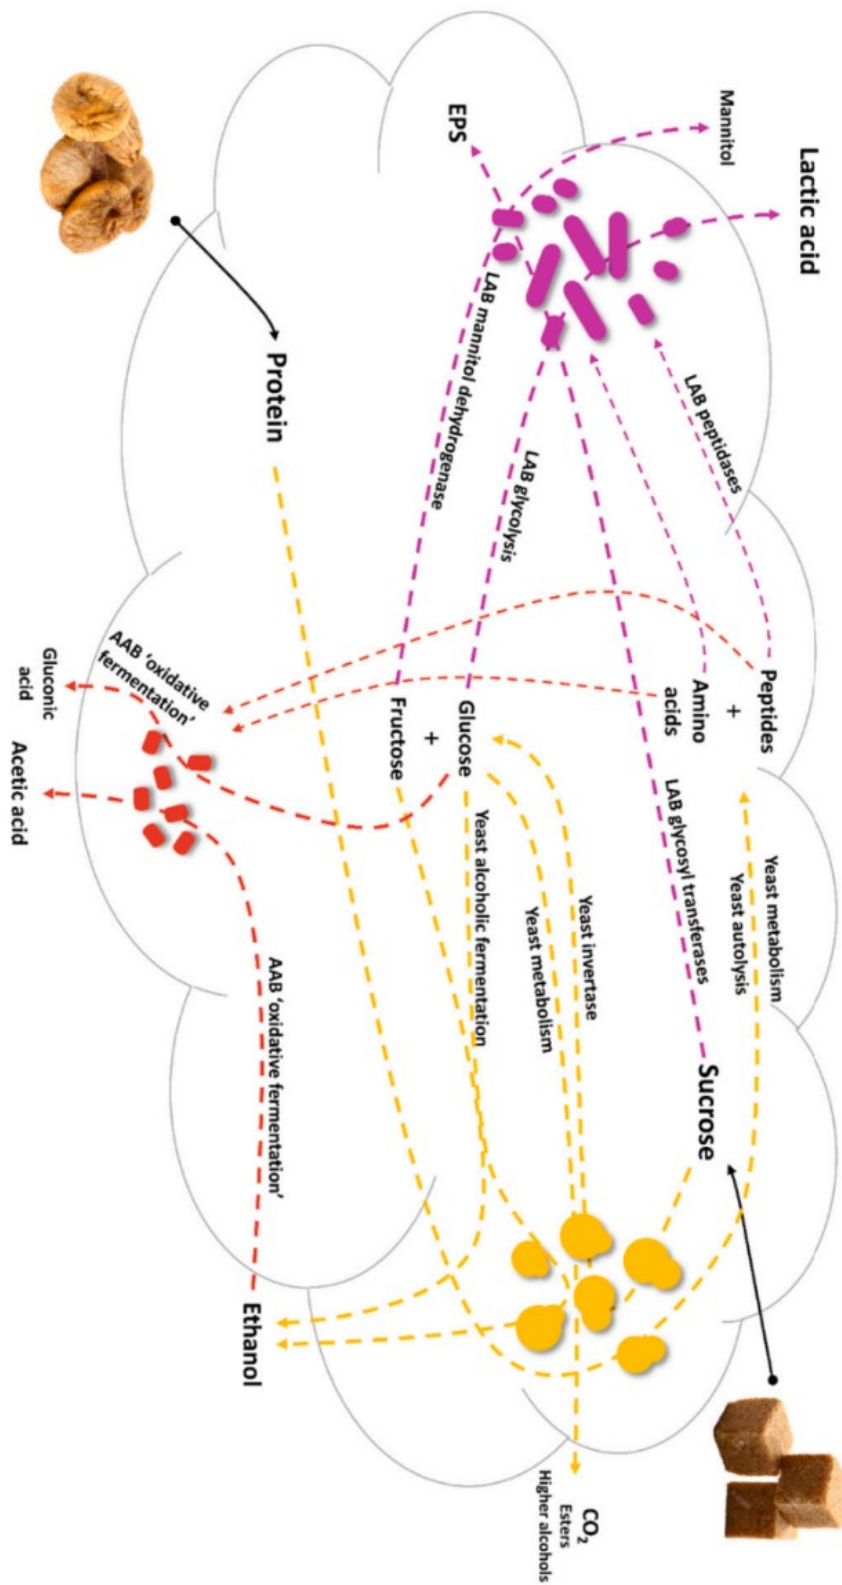 Lactic acid
Mannitol
EPS
LAB peptidases
LAB mannitol dehydrogenase
LAB glycolysis
LAB glycosyl transferases
Protein
Peptides
+
Amino
acids
Glucose
+
Fructose
Sucrose
Yeast metabolism
Yeast autolysis
Yeast invertase
Yeast metabolism
Yeast alcoholic fermentation
AAB 'oxidative
fermentation'
Gluconic
acid
Acetic acid
AAB 'oxidative fermentation'
Ethanol
CO₂
Esters
Higher alcohols